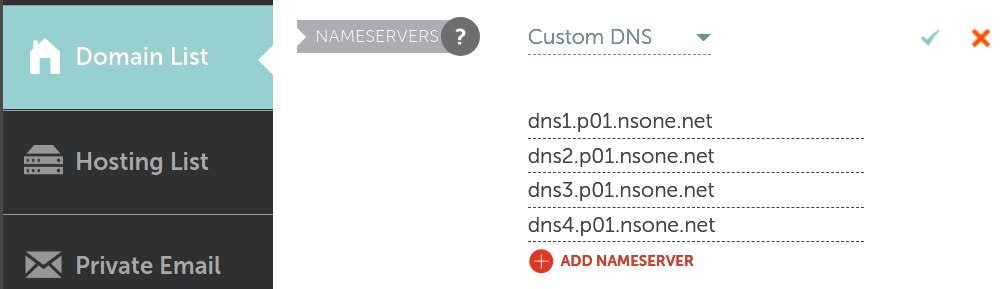 Domain List
Hosting List
Private Email
NAMESERVERS ?
Custom DNS
dns1.p01.nsone.net
dns2.p01.nsone.net
dns3.p01.nsone.net
dns4.p01.nsone.net
ADD NAMESERVER